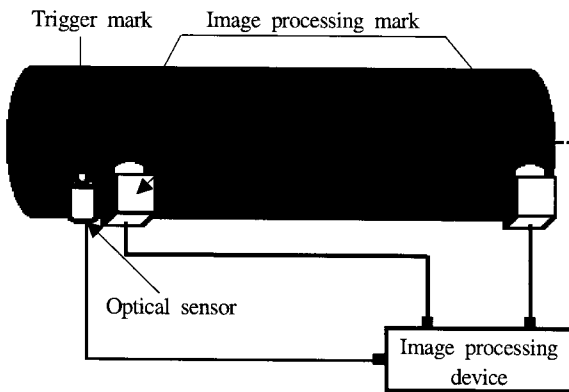 Trigger mark
Image processing mark
Optical sensor
Image processing
device